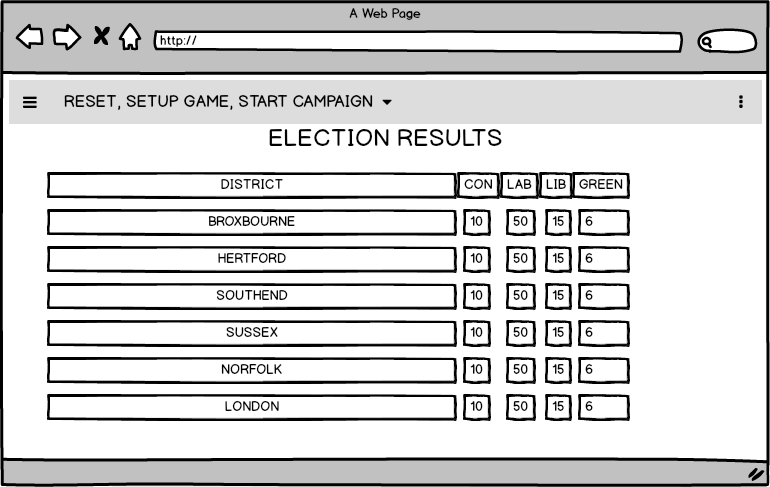 A Web Page
http://
RESET, SETUP GAME, START CAMPAIGN
ELECTION RESULTS
DISTRICT CON LAB LIB GREEN
BROXBOURNE 10 50 15 6
HERTFORD 10 50 15 6
SOUTHEND 10 50 15 6
SUSSEX 10 50 15 6
NORFOLK 10 50 15 6
LONDON 10 50 15 6